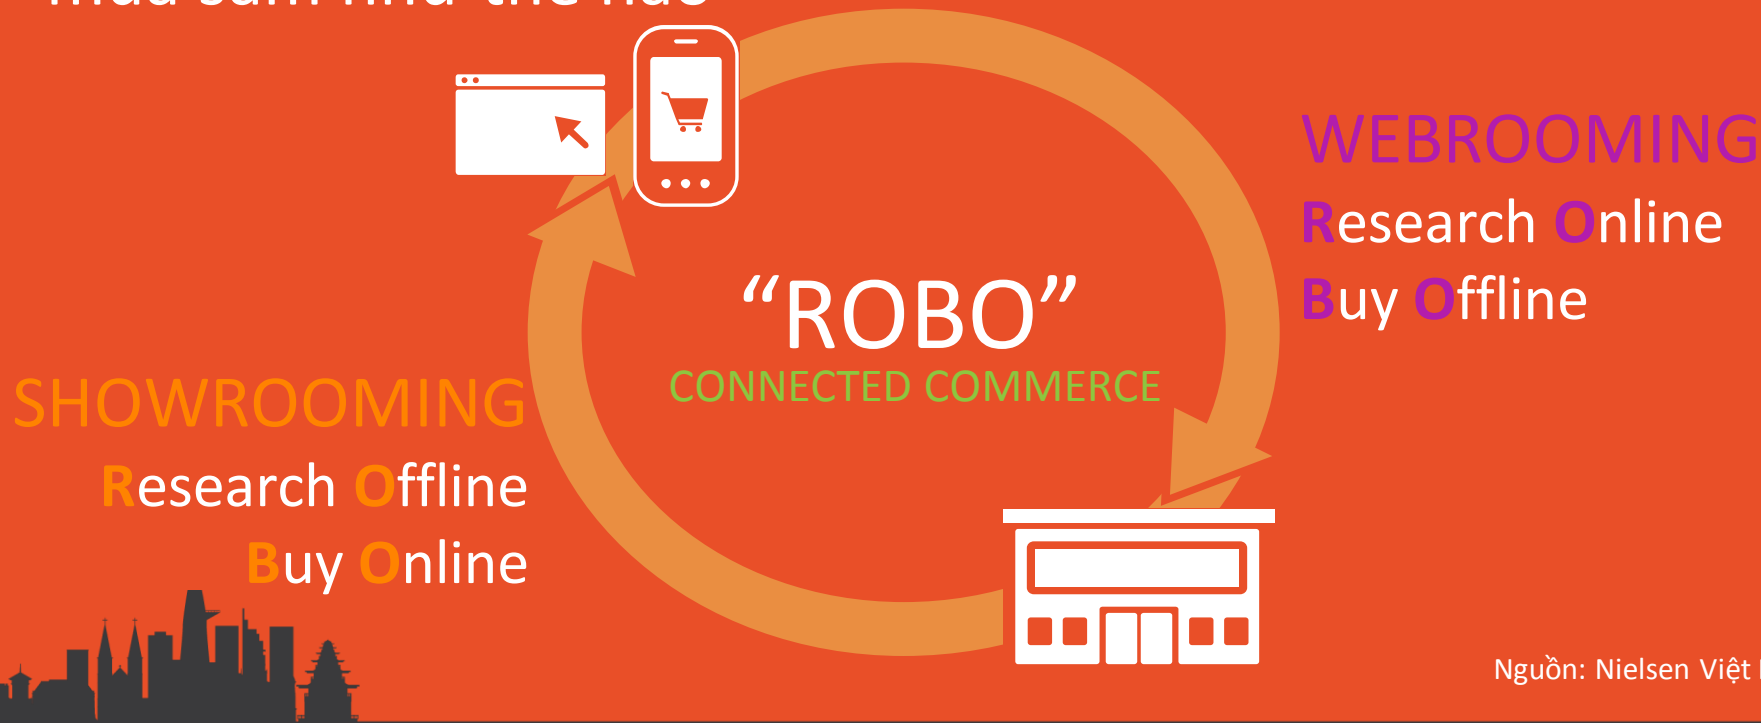 “ROBO”
CONNECTED COMMERCE
WEBROOMING
Research Online
Buy Offline
SHOWROOMING
Research Offline
Buy Online
Nguồn: Nielsen Việt